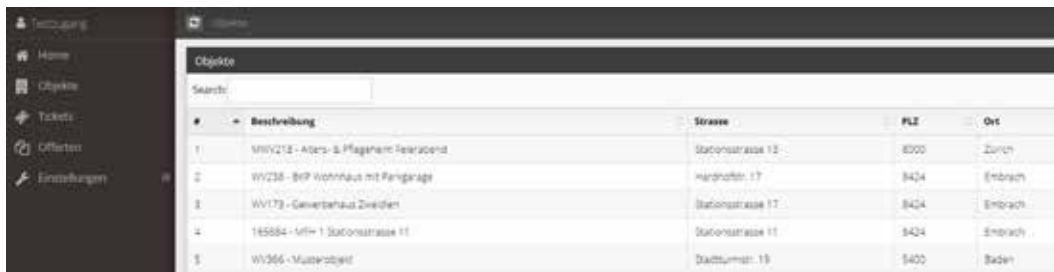 Testzugang
Objekte
Home
Objekte
Tickets
Offerten
Einstellungen
Objekte
Search:
# Beschreibung Strasse PLZ Ort
1 MWV218 - Alters- & Pflegeheim Feierabend Stationsstrasse 13 8000 Zürich
2 WV238 - BKP Wohnhaus mit Parkgarage Hardhofstr. 17 8424 Embrach
3 WV173 - Gewerbehaus Zweidlen Stationsstrasse 17 8424 Embrach
4 165684 - MFH 1 Stationsstrasse 11 Stationsstrasse 11 8424 Embrach
5 WV366 - Musterobjekt Stadtturmstr. 19 5400 Baden